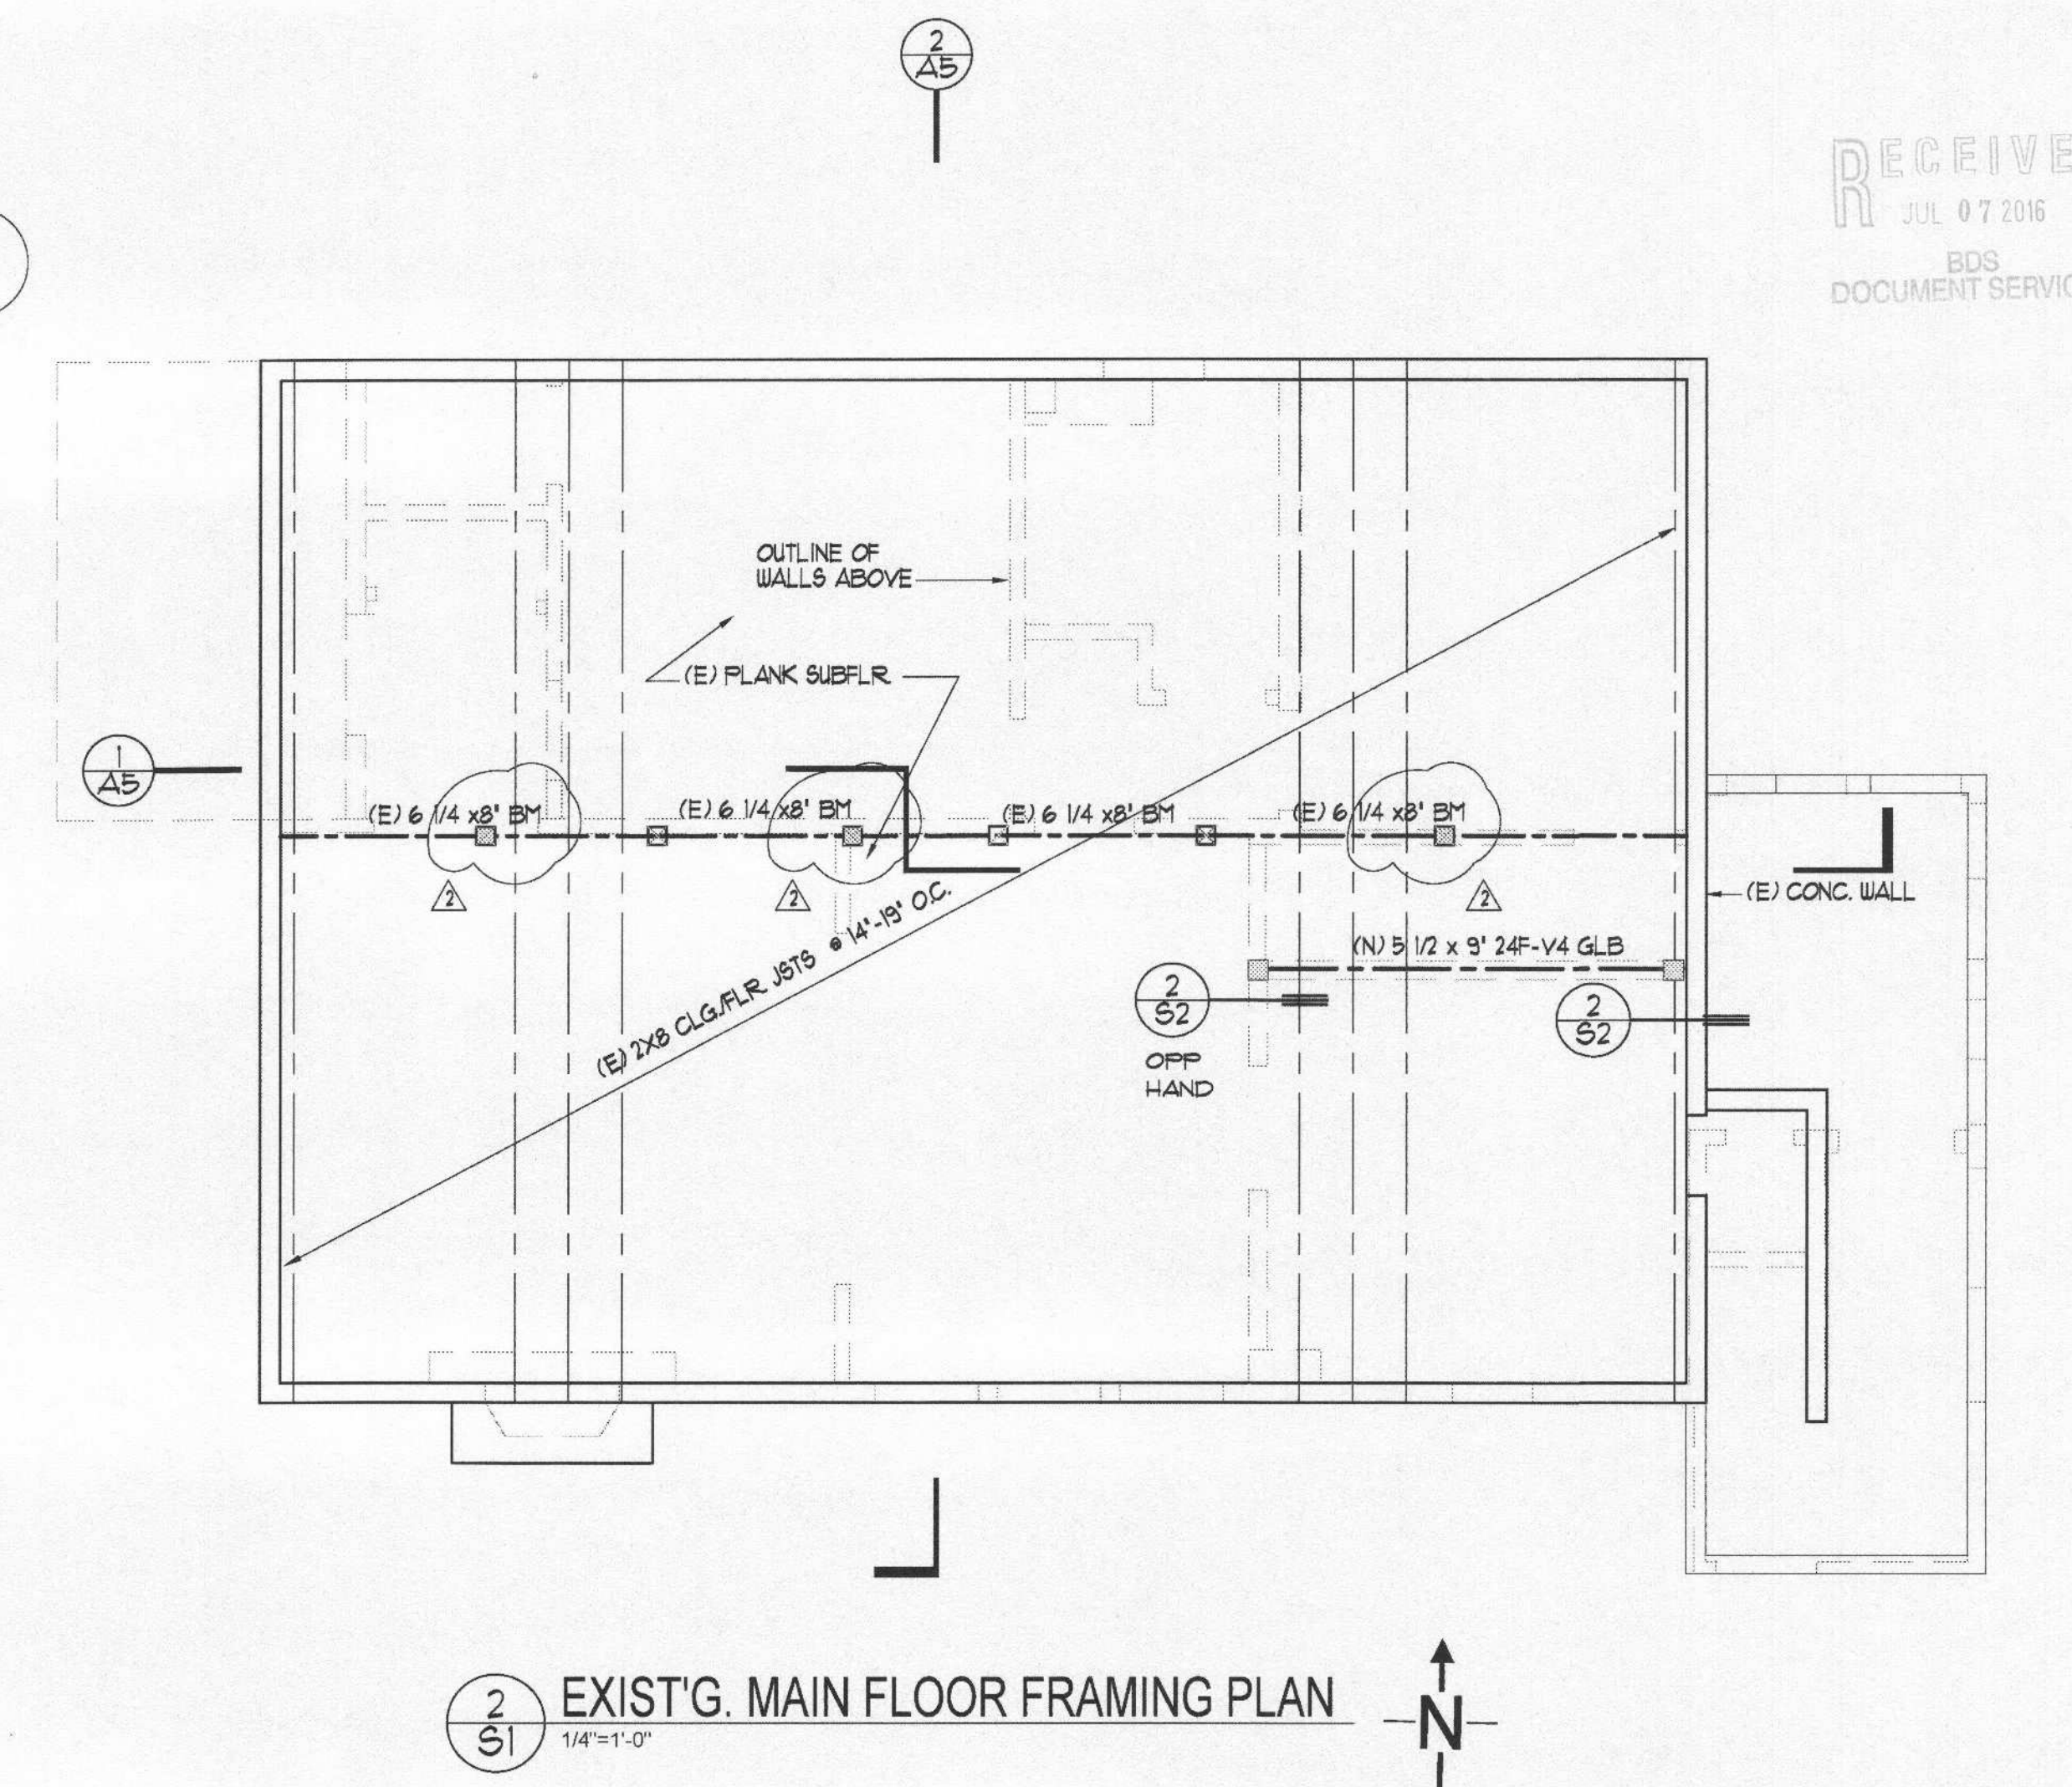 2
A5
RECEIVE
JUL 07 2016
BDS
DOCUMENT SERVIC
OUTLINE OF
WALLS ABOVE
(E) PLANK SUBFLR
1
A5
(E) 6 1/4 x8" BM
(E) 6 1/4 x8" BM
(E) 6 1/4 x8" BM
(E) 6 1/4 x8" BM
2
2
2
(E) CONC. WALL
(E) 2X8 CLG./FLR. JSTS @ 14"-19" O.C.
(N) 5 1/2 x 9" 24F-V4 GLB
2
S2
OPP
HAND
2
S2
2
S1
EXIST'G. MAIN FLOOR FRAMING PLAN
1/4"=1'-0"
N